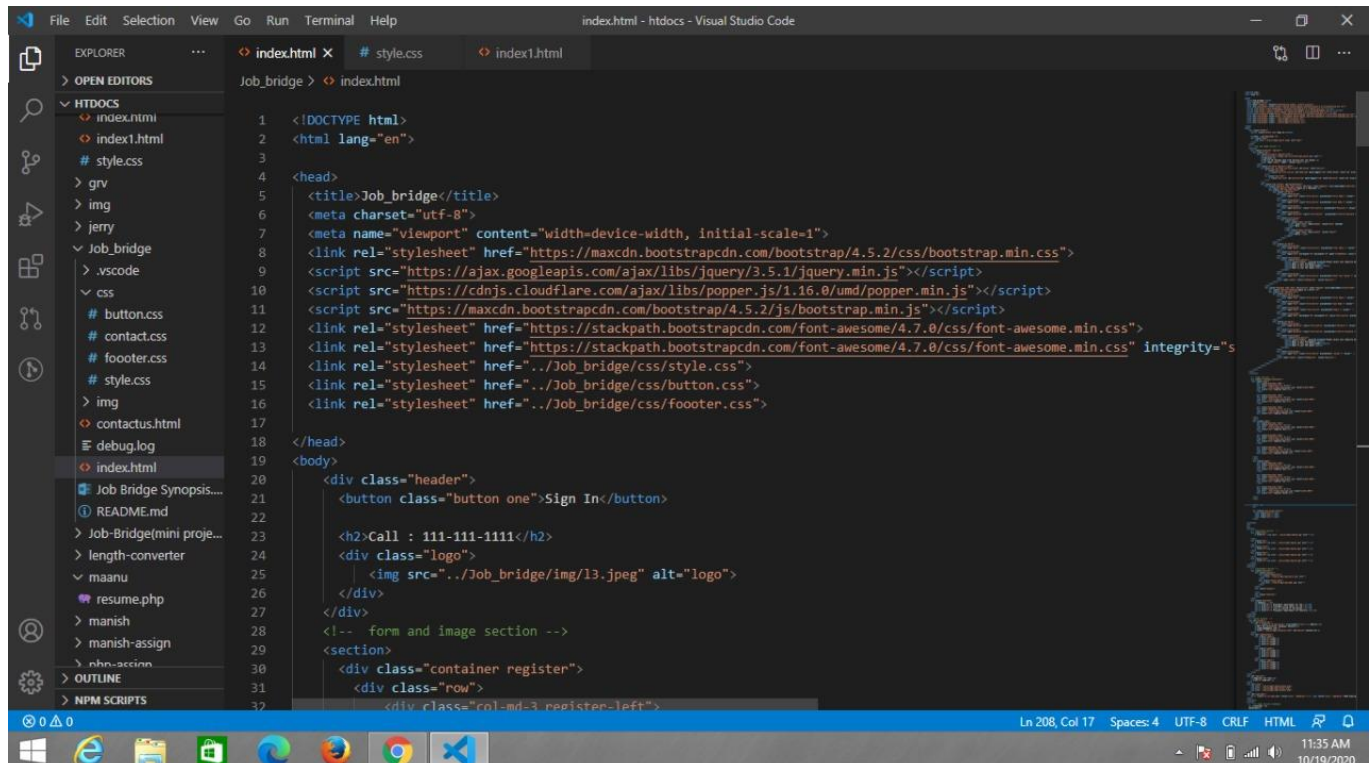 File Edit Selection View Go Run Terminal Help
index.html - htdocs - Visual Studio Code
EXPLORER ...
OPEN EDITORS
HTDOCS
index.html
index1.html
style.css
grv
img
jerry
Job_bridge
.vscode
css
button.css
contact.css
foooter.css
style.css
img
contactus.html
debug.log
index.html
Job Bridge Synopsis....
README.md
Job-Bridge(mini proje...
length-converter
maanu
resume.php
manish
manish-assign
php-assign
OUTLINE
NPM SCRIPTS
index.html
# style.css
index1.html
Job_bridge > index.html
1 <!DOCTYPE html>
2 <html lang="en">
3
4 <head>
5 <title>Job_bridge</title>
6 <meta charset="utf-8">
7 <meta name="viewport" content="width=device-width, initial-scale=1">
8 <link rel="stylesheet" href="https://maxcdn.bootstrapcdn.com/bootstrap/4.5.2/css/bootstrap.min.css">
9 <script src="https://ajax.googleapis.com/ajax/libs/jquery/3.5.1/jquery.min.js"></script>
10 <script src="https://cdnjs.cloudflare.com/ajax/libs/popper.js/1.16.0/umd/popper.min.js"></script>
11 <script src="https://maxcdn.bootstrapcdn.com/bootstrap/4.5.2/js/bootstrap.min.js"></script>
12 <link rel="stylesheet" href="https://stackpath.bootstrapcdn.com/font-awesome/4.7.0/css/font-awesome.min.css">
13 <link rel="stylesheet" href="https://stackpath.bootstrapcdn.com/font-awesome/4.7.0/css/font-awesome.min.css" integrity="s
14 <link rel="stylesheet" href="../Job_bridge/css/style.css">
15 <link rel="stylesheet" href="../Job_bridge/css/button.css">
16 <link rel="stylesheet" href="../Job_bridge/css/foooter.css">
17
18 </head>
19 <body>
20 <div class="header">
21 <button class="button one">Sign In</button>
22
23 <h2>Call : 111-111-1111</h2>
24 <div class="logo">
25 <img src="../Job_bridge/img/l3.jpeg" alt="logo">
26 </div>
27 </div>
28 <!-- form and image section -->
29 <section>
30 <div class="container register">
31 <div class="row">
32 <div class="col-md-3 register-left">
0 0
Ln 208, Col 17 Spaces: 4 UTF-8 CRLF HTML
11:35 AM
10/19/2020